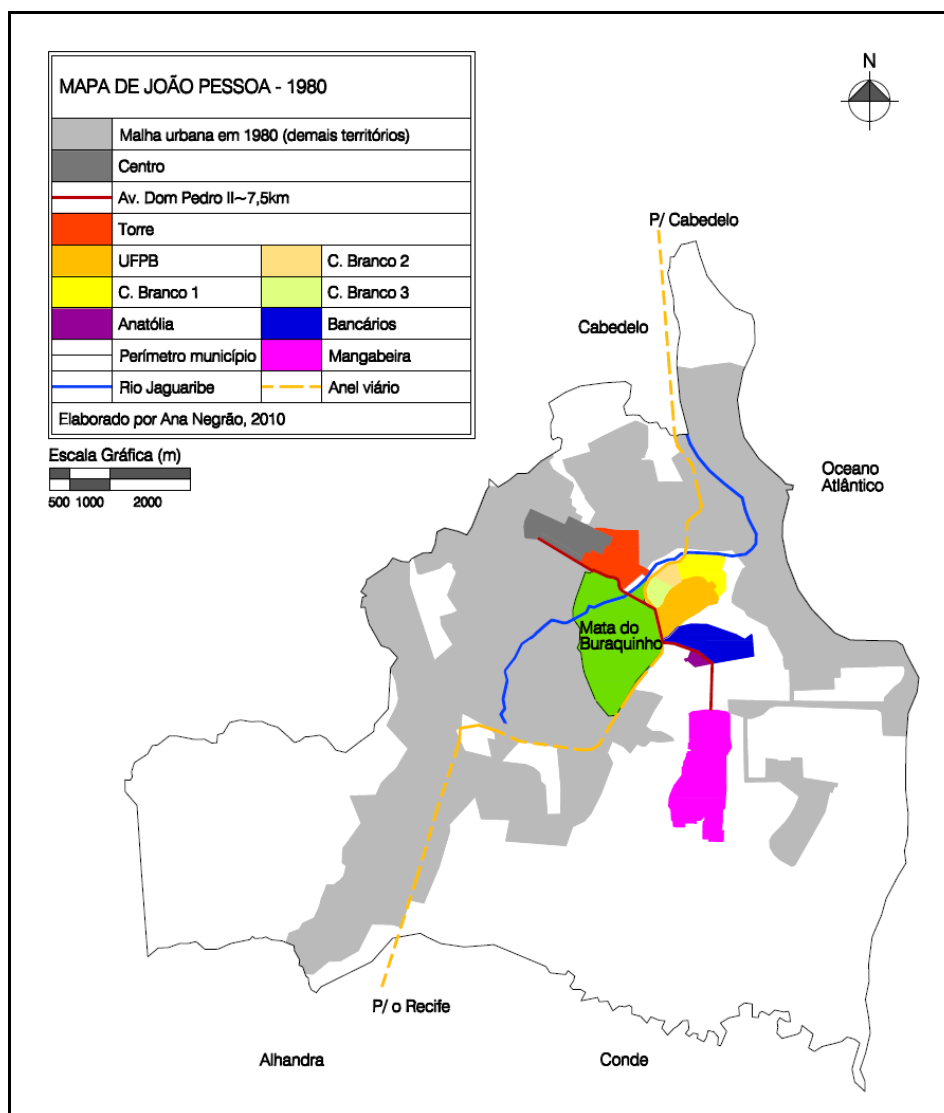 MAPA DE JOÃO PESSOA - 1980
Malha urbana em 1980 (demais territórios)
Centro
Av. Dom Pedro II~7,5km
Torre
UFPB
C. Branco 2
C. Branco 1
C. Branco 3
Anatólia
Bancários
Perímetro município
Mangabeira
Rio Jaguaribe
Anel viário
Elaborado por Ana Negrão, 2010
Escala Gráfica (m)
500 1000 2000
N
P/ Cabedelo
Cabedelo
Oceano
Atlântico
Mata do
Buraquinho
P/ o Recife
Alhandra
Conde